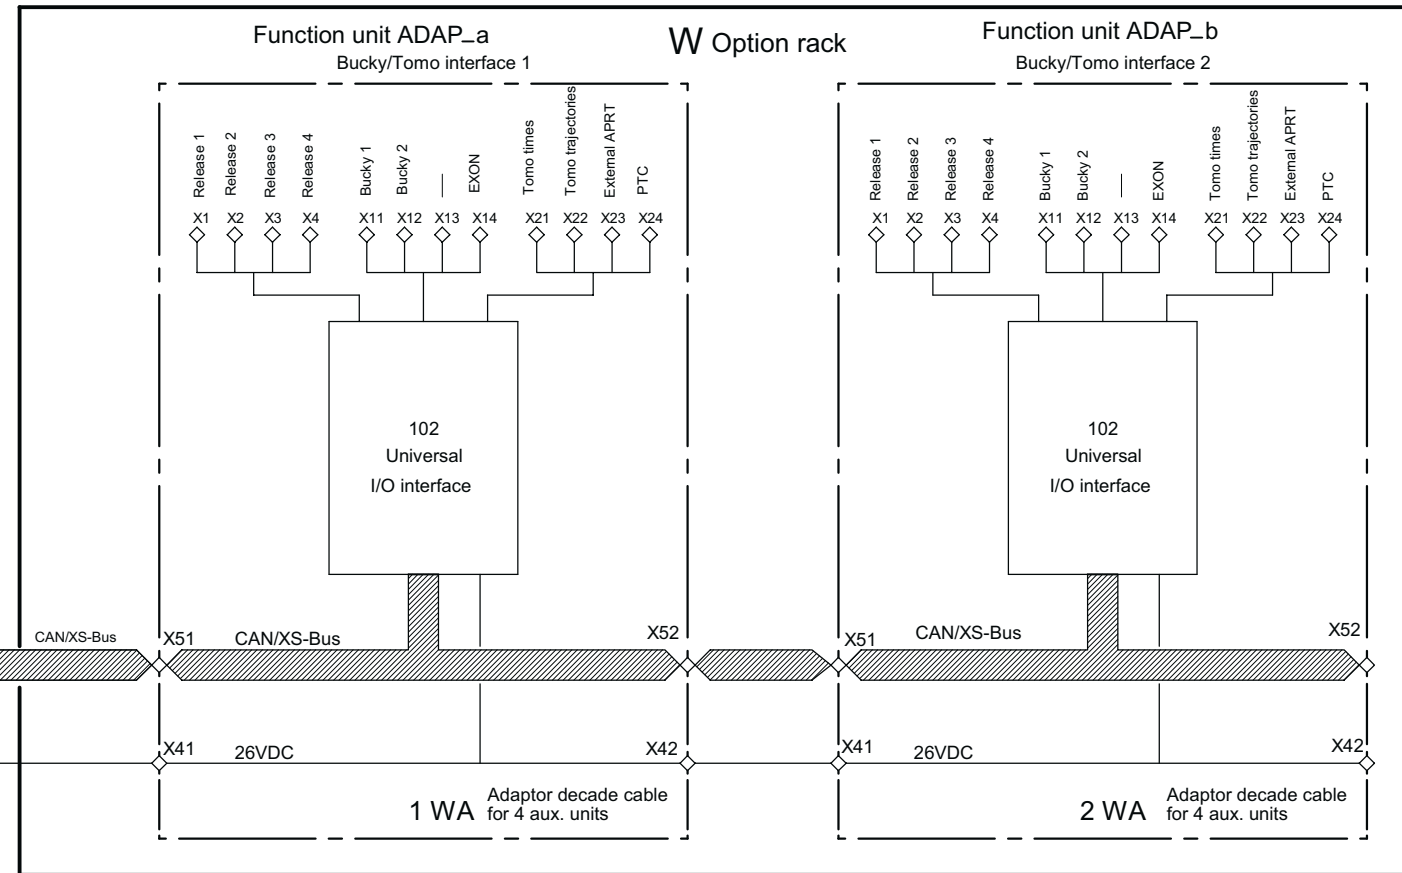 Function unit ADAP_a
Bucky/Tomo interface 1
W Option rack
Function unit ADAP_b
Bucky/Tomo interface 2
Release 1
Release 2
Release 3
Release 4
Bucky 1
Bucky 2
—
EXON
Tomo times
Tomo trajectories
External APRT
PTC
X1
X2
X3
X4
X11
X12
X13
X14
X21
X22
X23
X24
102
Universal
I/O interface
CAN/XS-Bus
X51
CAN/XS-Bus
X52
X41
26VDC
X42
1 WA
Adaptor decade cable
for 4 aux. units
Release 1
Release 2
Release 3
Release 4
Bucky 1
Bucky 2
—
EXON
Tomo times
Tomo trajectories
External APRT
PTC
X1
X2
X3
X4
X11
X12
X13
X14
X21
X22
X23
X24
102
Universal
I/O interface
X51
CAN/XS-Bus
X52
X41
26VDC
X42
2 WA
Adaptor decade cable
for 4 aux. units